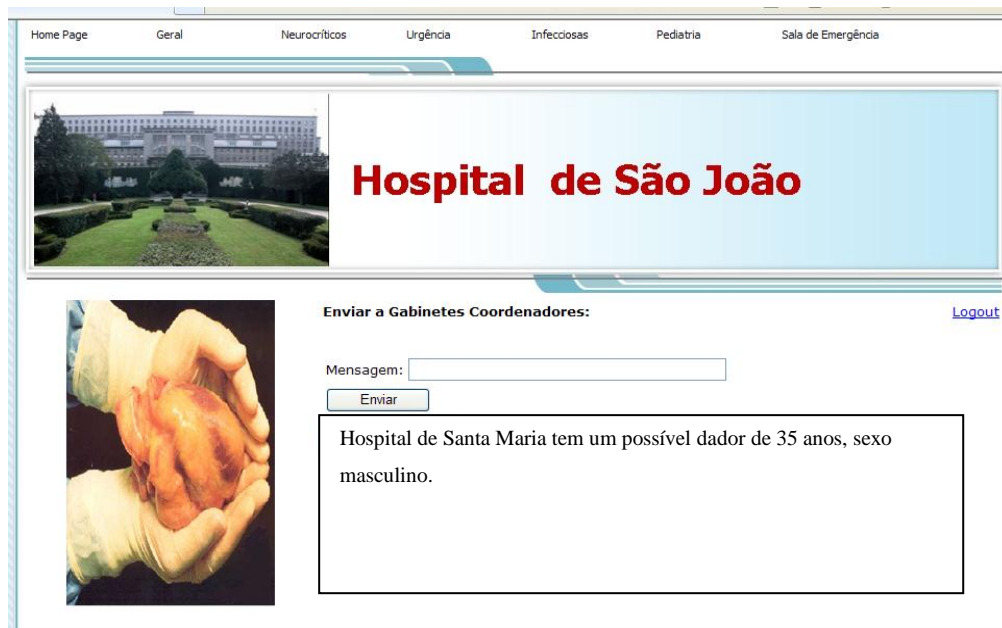 Home Page Geral Neurocríticos Urgência Infecciosas Pediatria Sala de Emergência
Hospital de São João
Enviar a Gabinetes Coordenadores:
Logout
Mensagem:
Enviar
Hospital de Santa Maria tem um possível dador de 35 anos, sexo
masculino.